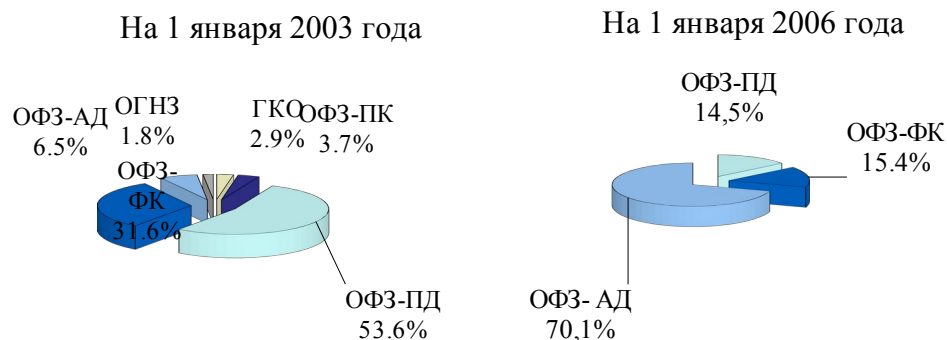 На 1 января 2003 года
ОФЗ-АД
6.5%
ОГНЗ
1.8%
ГКО
2.9%
ОФЗ-ПК
3.7%
ОФЗ-
ФК
31.6%
ОФЗ-ПД
53.6%
На 1 января 2006 года
ОФЗ-ПД
14,5%
ОФЗ-ФК
15.4%
ОФЗ- АД
70,1%